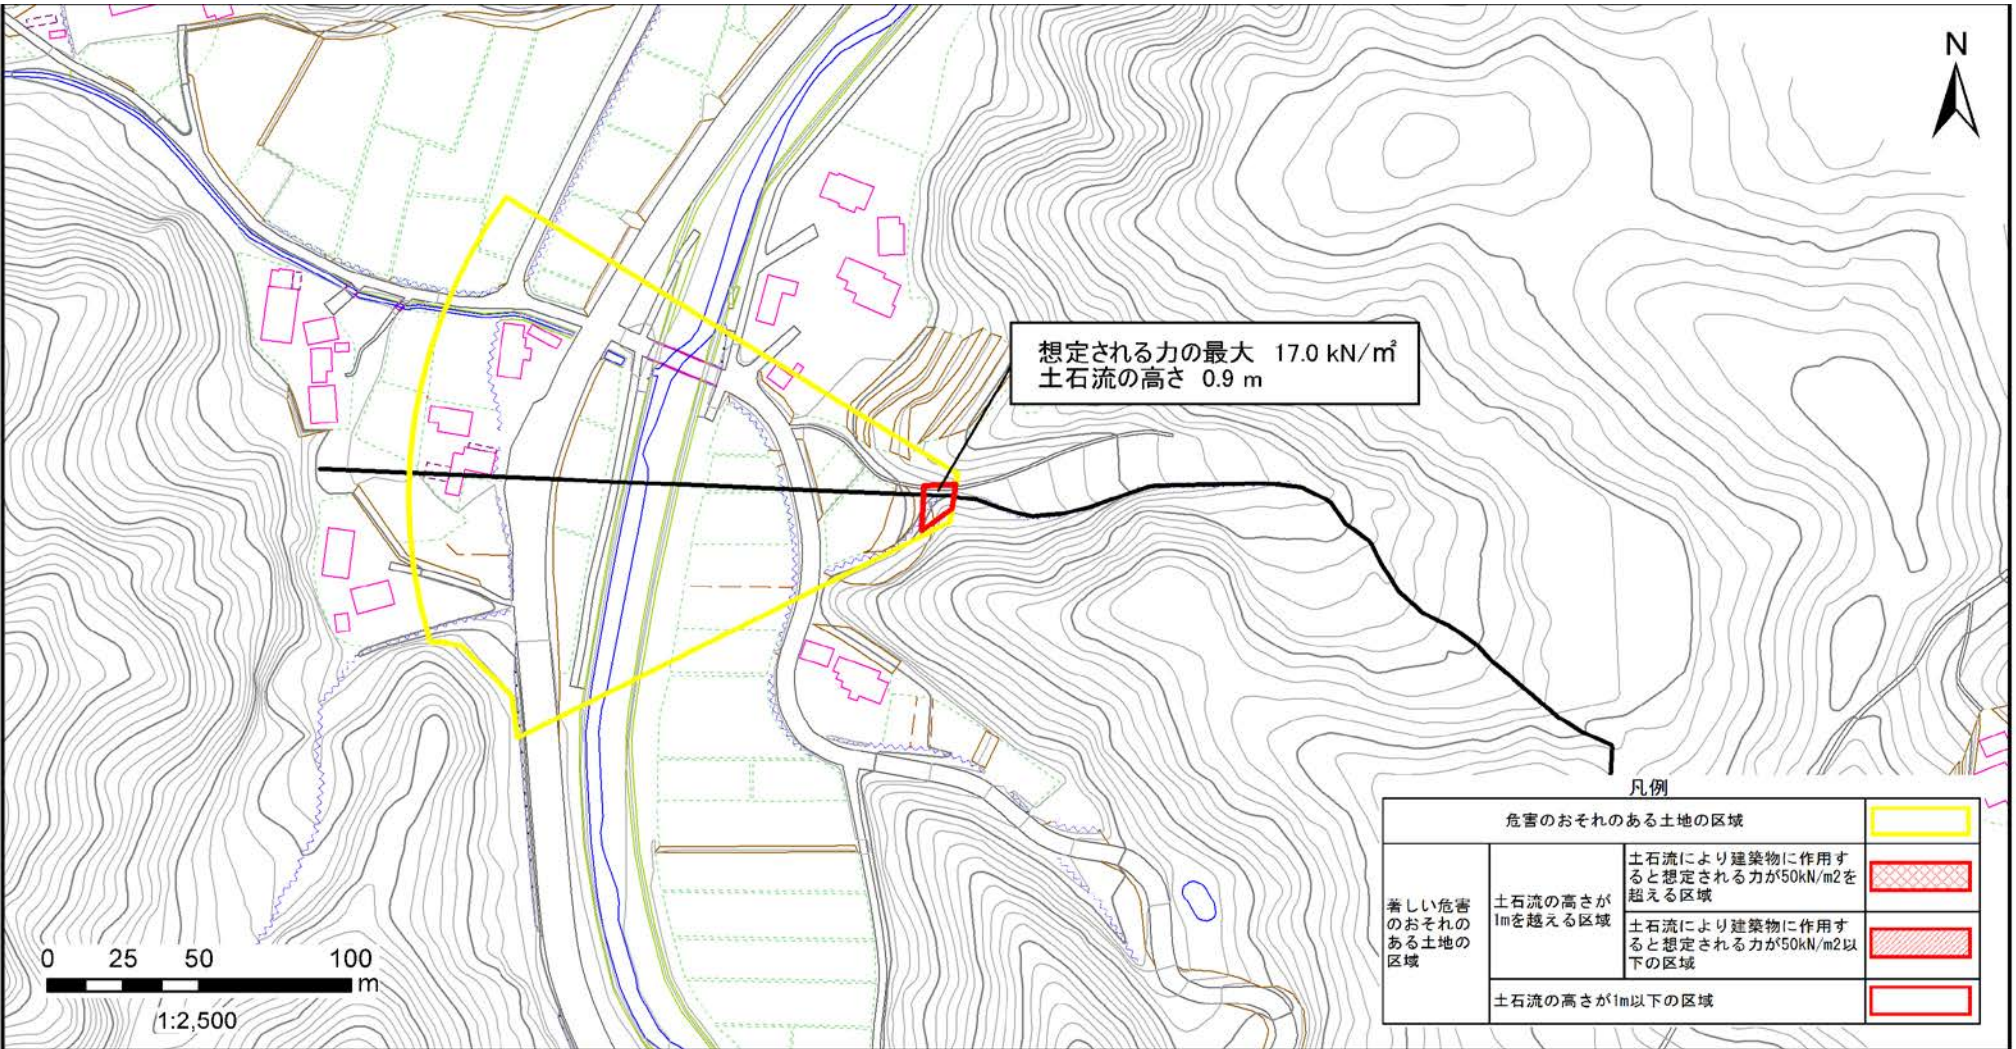 N
想定される力の最大 17.0 kN/㎡
土石流の高さ 0.9 m
凡例
危害のおそれのある土地の区域
著しい危害
のおそれの
ある土地の
区域
土石流の高さが
1mを越える区域
土石流により建築物に作用す
ると想定される力が50kN/m2を
超える区域
土石流により建築物に作用す
ると想定される力が50kN/m2以
下の区域
土石流の高さが1m以下の区域
0 25 50 100
m
1:2,500